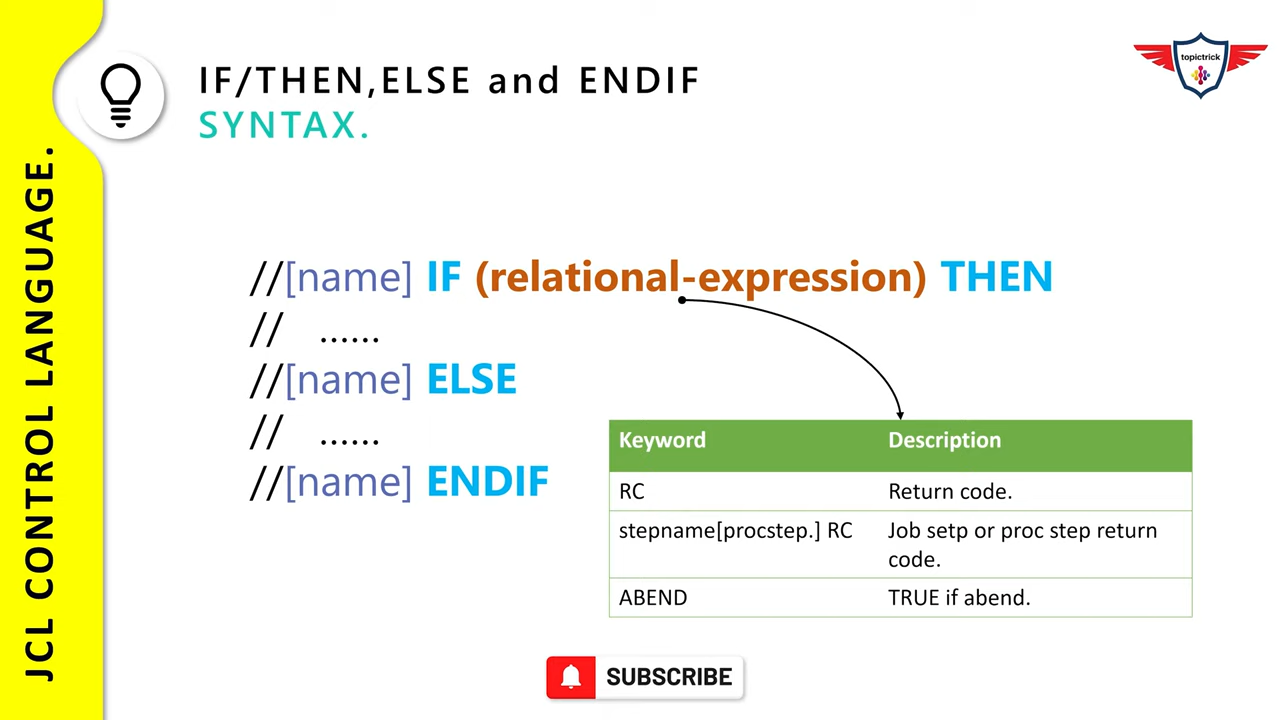 JCL CONTROL LANGUAGE.
IF/THEN,ELSE and ENDIF
SYNTAX.
topictrick
//[name] IF (relational-expression) THEN
// ......
//[name] ELSE
// ......
//[name] ENDIF
Keyword Description
RC Return code.
stepname[procstep.] RC Job setp or proc step return
code.
ABEND TRUE if abend.
SUBSCRIBE